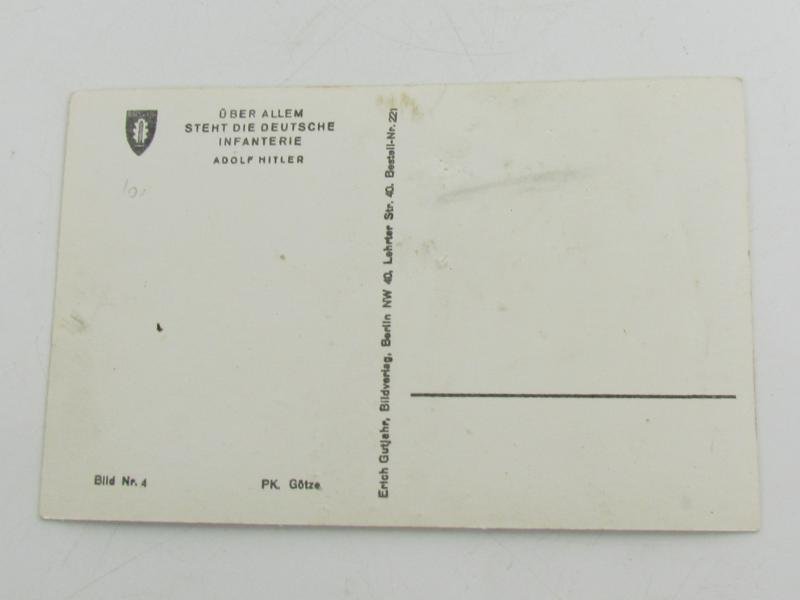 ÜBER ALLEM
STEHT DIE DEUTSCHE
INFANTERIE
ADOLF HITLER
Bild Nr. 4
PK. Götze
Erich Gutjahr, Bildverlag, Berlin NW 40, Lehrter Str. 40. Bestell-Nr. 221